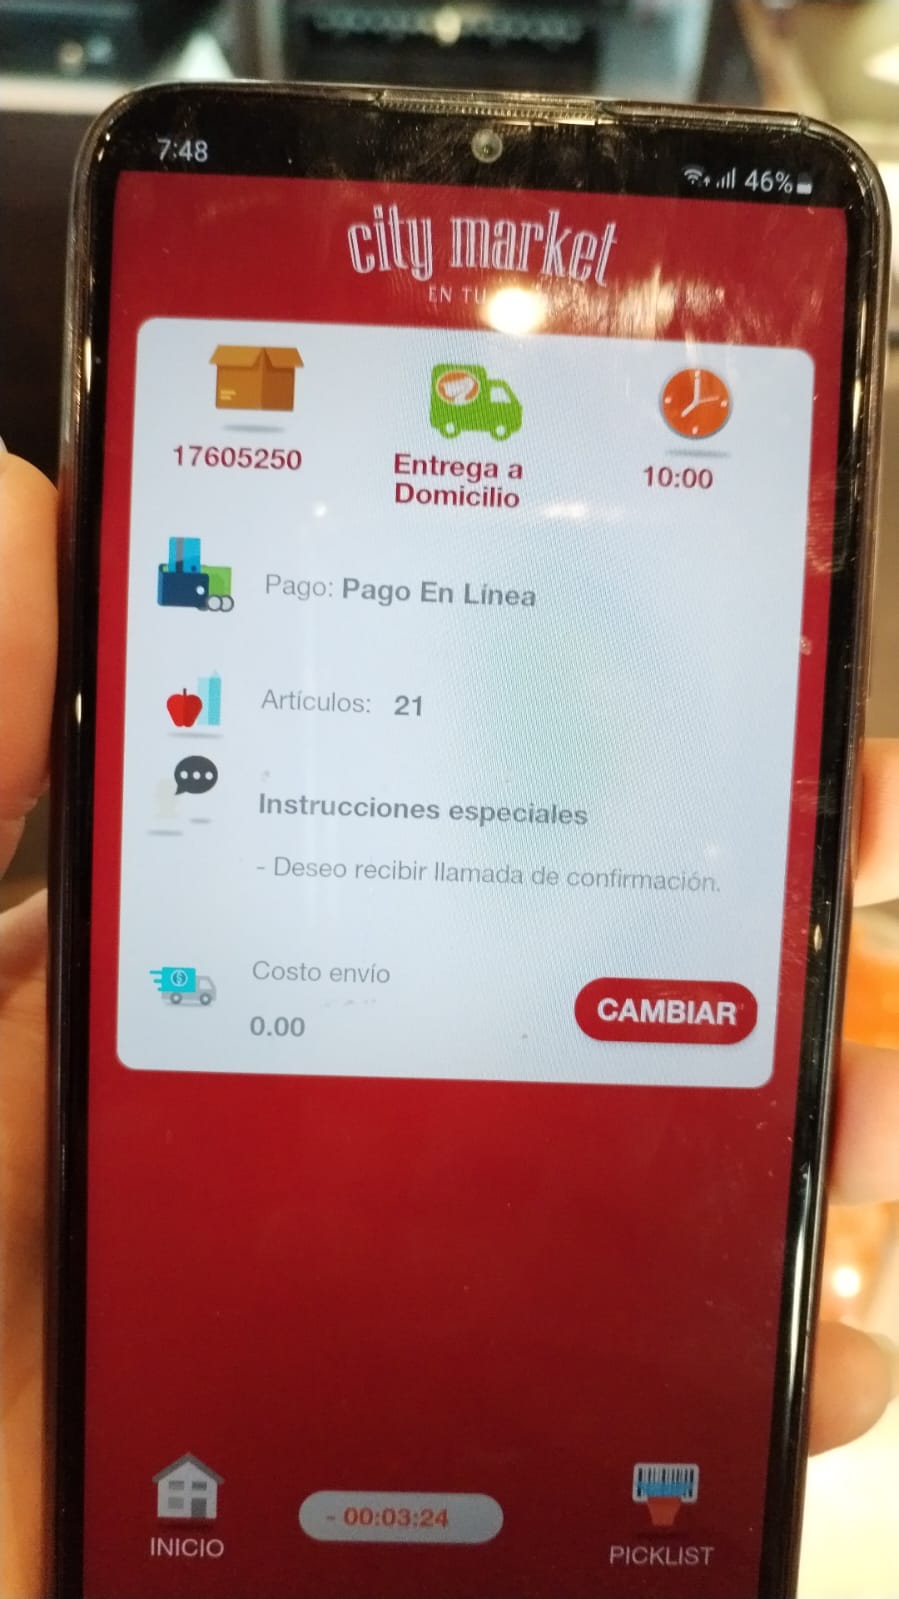 7:48
46%
city market
EN TU
17605250
Entrega a
Domicilio
10:00
Pago: Pago En Línea
Artículos: 21
Instrucciones especiales
- Deseo recibir llamada de confirmación.
Costo envío
0.00
CAMBIAR
INICIO
- 00:03:24
PICKLIST